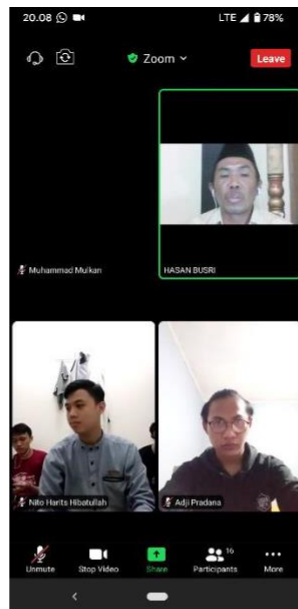 20.08
LTE 78%
Zoom
Leave
Muhammad Mulkan
HASAN BUSRI
Nito Harits Hibatullah
Adji Pradana
Unmute
Stop Video
Share
Participants
16
More